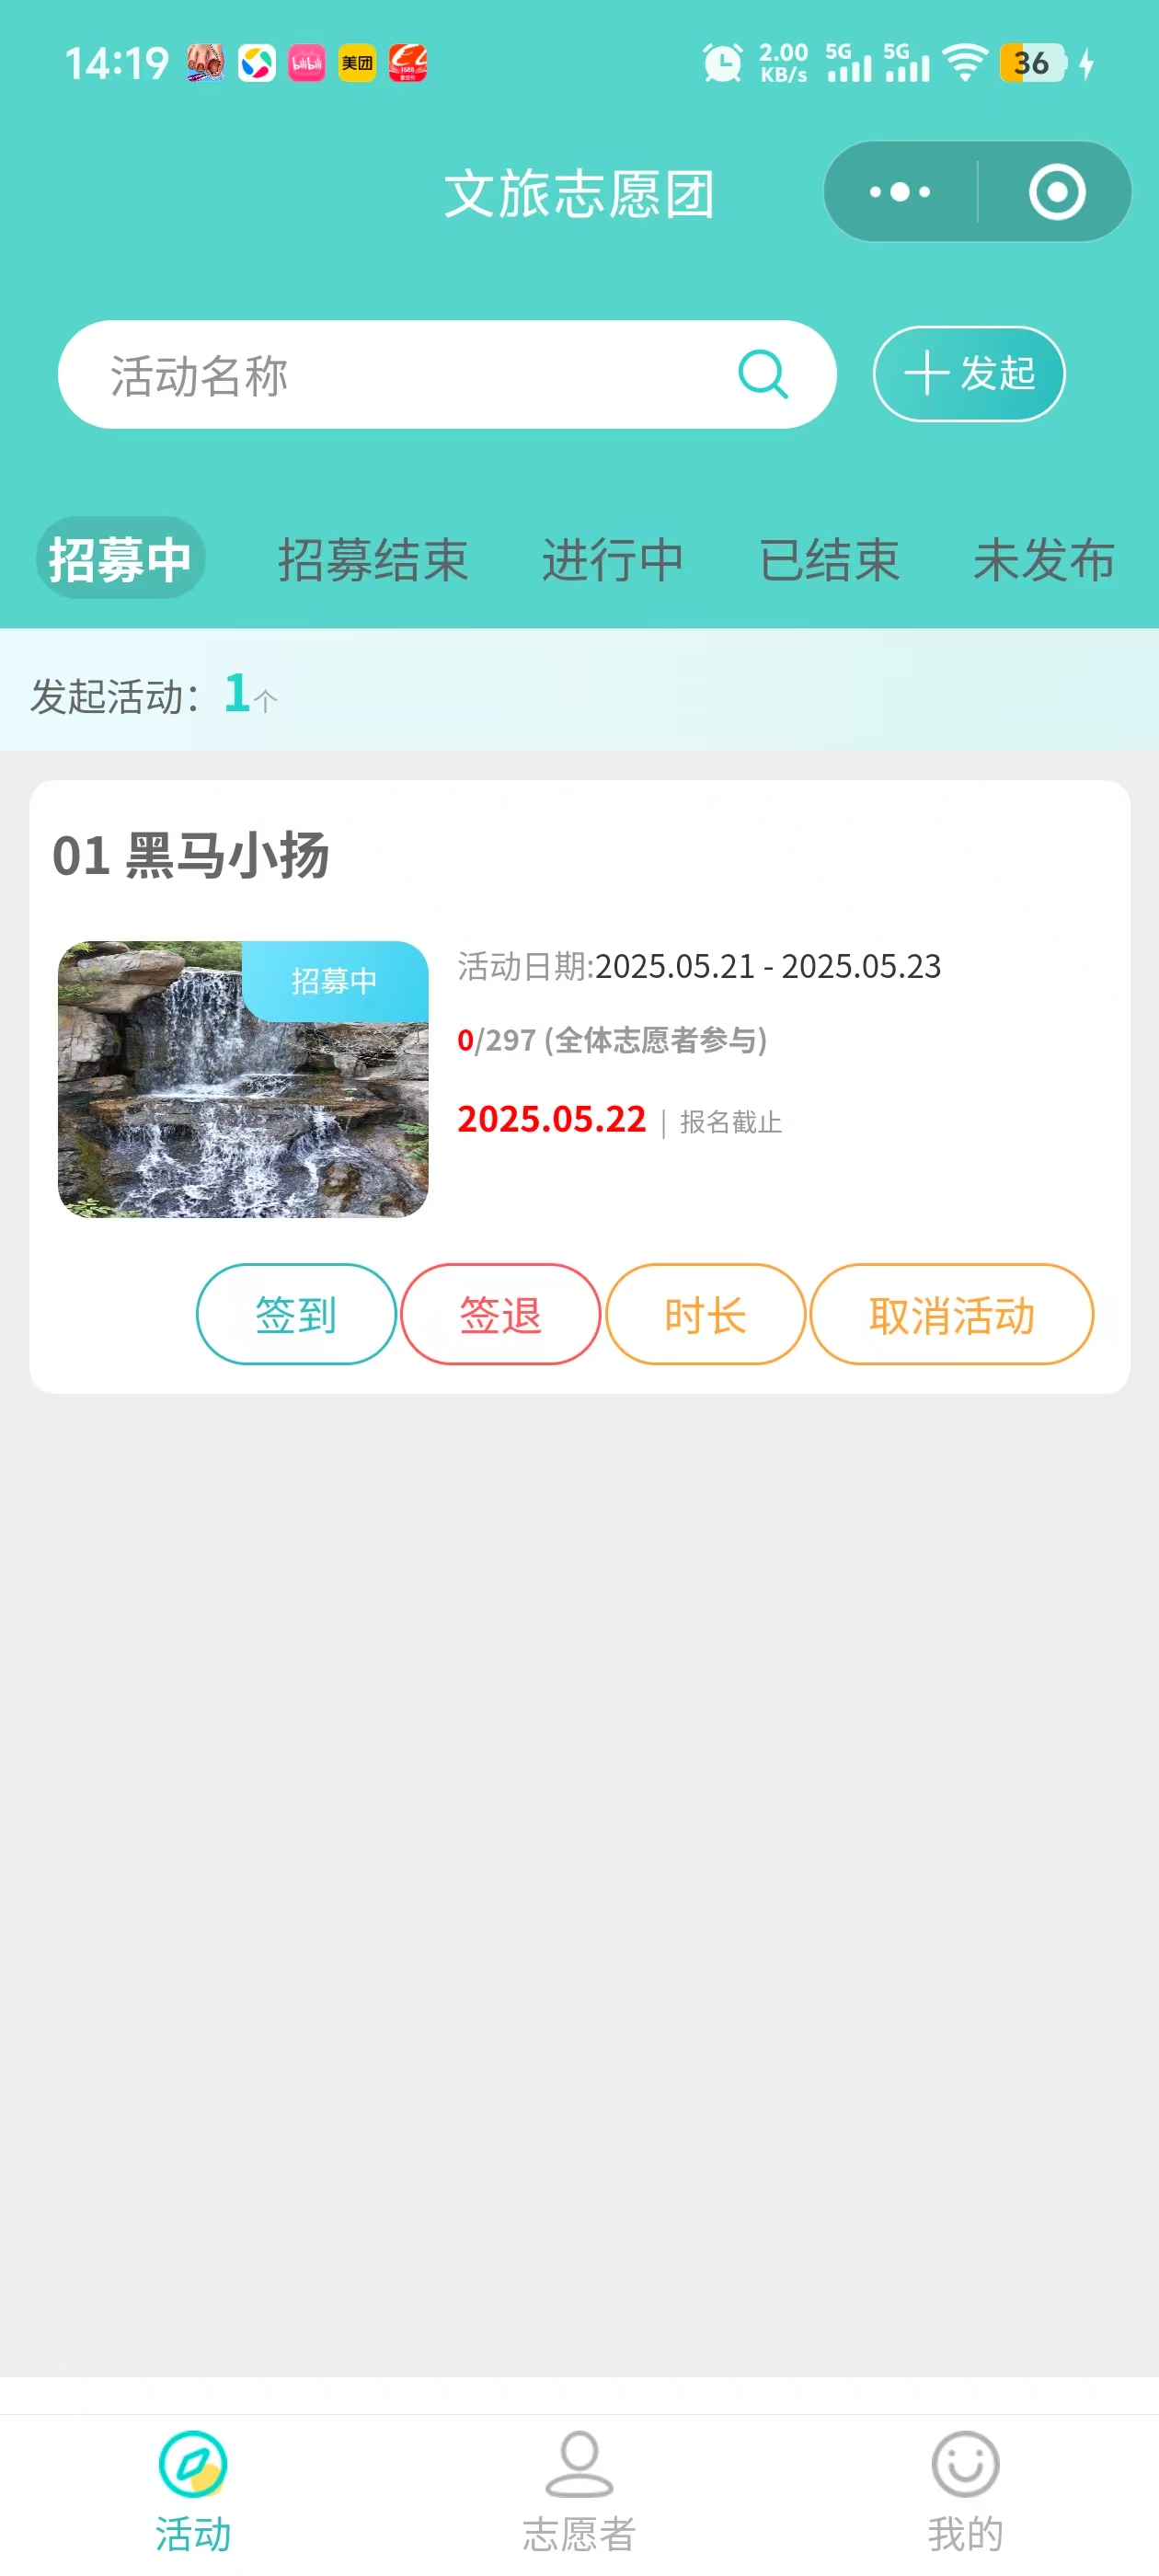 14:19 bilibili 美团 1688 2.00 KB/s 5G 5G 36
文旅志愿团
活动名称 发起
招募中 招募结束 进行中 已结束 未发布
发起活动：1个
01 黑马小扬
招募中
活动日期:2025.05.21 - 2025.05.23
0/297 (全体志愿者参与)
2025.05.22 | 报名截止
签到 签退 时长 取消活动
活动 志愿者 我的